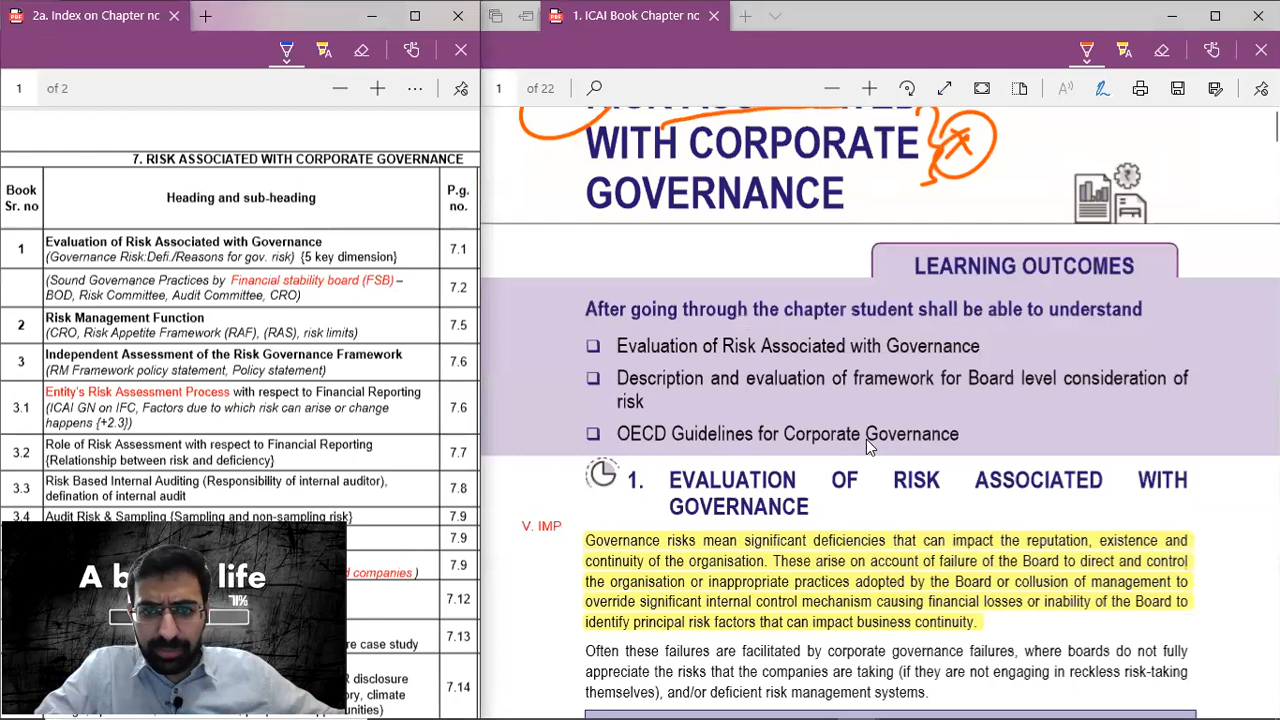 2a. Index on Chapter nc
1. ICAI Book Chapter nc
1 of 2
1 of 22
7. RISK ASSOCIATED WITH CORPORATE GOVERNANCE
Book Sr. no
Heading and sub-heading
P.g. no.
1
Evaluation of Risk Associated with Governance
(Governance Risk:Defi./Reasons for gov. risk) {5 key dimension}
7.1
(Sound Governance Practices by Financial stability board (FSB) –
BOD, Risk Committee, Audit Committee, CRO)
7.2
2
Risk Management Function
(CRO, Risk Appetite Framework (RAF), (RAS), risk limits)
7.5
3
Independent Assessment of the Risk Governance Framework
(RM Framework policy statement, Policy statement)
7.6
3.1
Entity's Risk Assessment Process with respect to Financial Reporting
(ICAI GN on IFC, Factors due to which risk can arise or change
happens {+2.3})
7.6
3.2
Role of Risk Assessment with respect to Financial Reporting
{Relationship between risk and deficiency}
7.7
3.3
Risk Based Internal Auditing (Responsibility of internal auditor),
defination of internal audit
7.8
3.4
Audit Risk & Sampling {Sampling and non-sampling risk}
7.9
7.9
d companies )
7.9
7.12
re case study
7.13
R disclosure
ory, climate
unities)
7.14
A b
life
WITH CORPORATE
GOVERNANCE
LEARNING OUTCOMES
After going through the chapter student shall be able to understand
❑ Evaluation of Risk Associated with Governance
❑ Description and evaluation of framework for Board level consideration of
risk
❑ OECD Guidelines for Corporate Governance
1. EVALUATION OF RISK ASSOCIATED WITH
GOVERNANCE
V. IMP
Governance risks mean significant deficiencies that can impact the reputation, existence and
continuity of the organisation. These arise on account of failure of the Board to direct and control
the organisation or inappropriate practices adopted by the Board or collusion of management to
override significant internal control mechanism causing financial losses or inability of the Board to
identify principal risk factors that can impact business continuity.
Often these failures are facilitated by corporate governance failures, where boards do not fully
appreciate the risks that the companies are taking (if they are not engaging in reckless risk-taking
themselves), and/or deficient risk management systems.